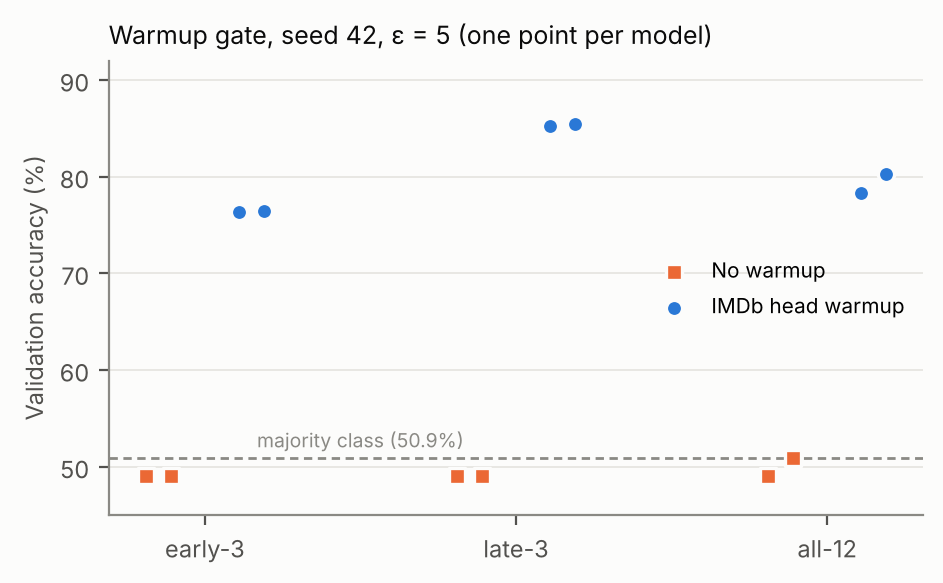 Warmup gate, seed 42, ε = 5 (one point per model)
Validation accuracy (%)
90
80
70
60
50
No warmup
IMDb head warmup
majority class (50.9%)
early-3
late-3
all-12